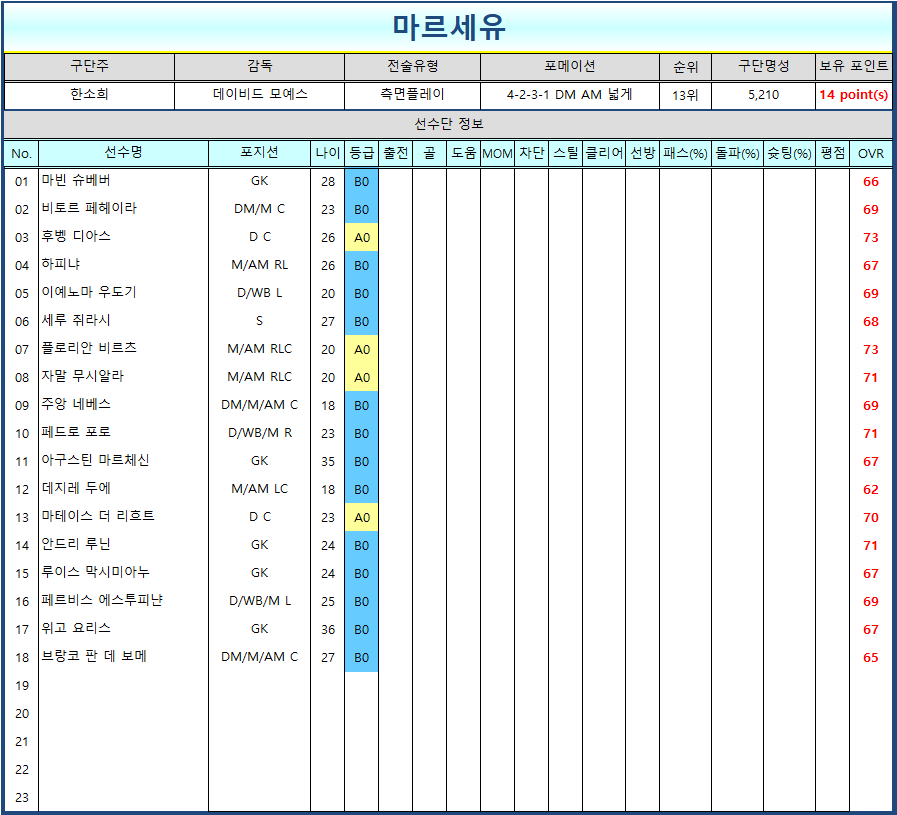 마르세유
구단주 감독 전술유형 포메이션 순위 구단명성 보유 포인트
한소희 데이비드 모예스 측면플레이 4-2-3-1 DM AM 넓게 13위 5,210 14 point(s)
선수단 정보
No. 선수명 포지션 나이 등급 출전 골 도움 MOM 차단 스틸 클리어 선방 패스(%) 돌파(%) 슛팅(%) 평점 OVR
01 마빈 슈베버 GK 28 B0 66
02 비토르 페헤이라 DM/M C 23 B0 69
03 후벵 디아스 D C 26 A0 73
04 하피냐 M/AM RL 26 B0 67
05 이예노마 우도기 D/WB L 20 B0 69
06 세루 쥐라시 S 27 B0 68
07 플로리안 비르츠 M/AM RLC 20 A0 73
08 자말 무시알라 M/AM RLC 20 A0 71
09 주앙 네베스 DM/M/AM C 18 B0 69
10 페드로 포로 D/WB/M R 23 B0 71
11 아구스틴 마르체신 GK 35 B0 67
12 데지레 두에 M/AM LC 18 B0 62
13 마테이스 더 리흐트 D C 23 A0 70
14 안드리 루닌 GK 24 B0 71
15 루이스 막시미아누 GK 24 B0 67
16 페르비스 에스투피냔 D/WB/M L 25 B0 69
17 위고 요리스 GK 36 B0 67
18 브랑코 판 데 보메 DM/M/AM C 27 B0 65
19
20
21
22
23